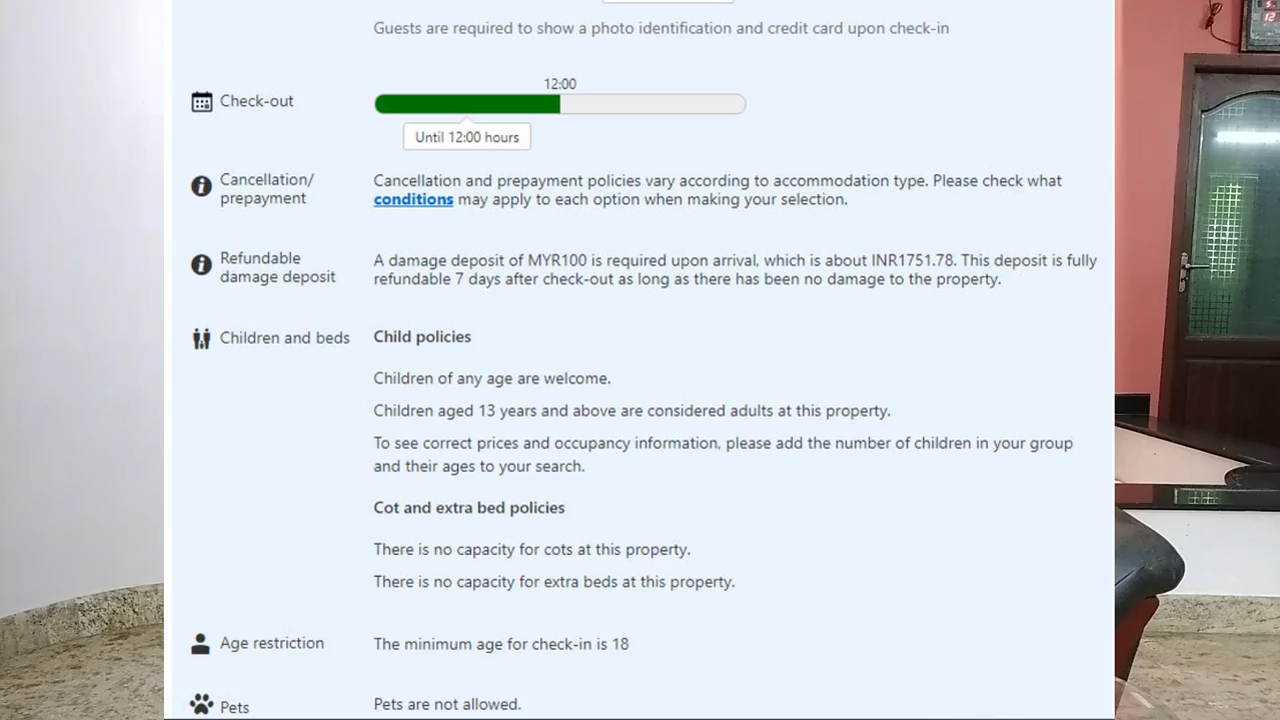 Guests are required to show a photo identification and credit card upon check-in
12:00
Check-out
Until 12:00 hours
Cancellation/
prepayment
Cancellation and prepayment policies vary according to accommodation type. Please check what
conditions may apply to each option when making your selection.
Refundable
damage deposit
A damage deposit of MYR100 is required upon arrival, which is about INR1751.78. This deposit is fully
refundable 7 days after check-out as long as there has been no damage to the property.
Children and beds
Child policies
Children of any age are welcome.
Children aged 13 years and above are considered adults at this property.
To see correct prices and occupancy information, please add the number of children in your group
and their ages to your search.
Cot and extra bed policies
There is no capacity for cots at this property.
There is no capacity for extra beds at this property.
Age restriction
The minimum age for check-in is 18
Pets
Pets are not allowed.